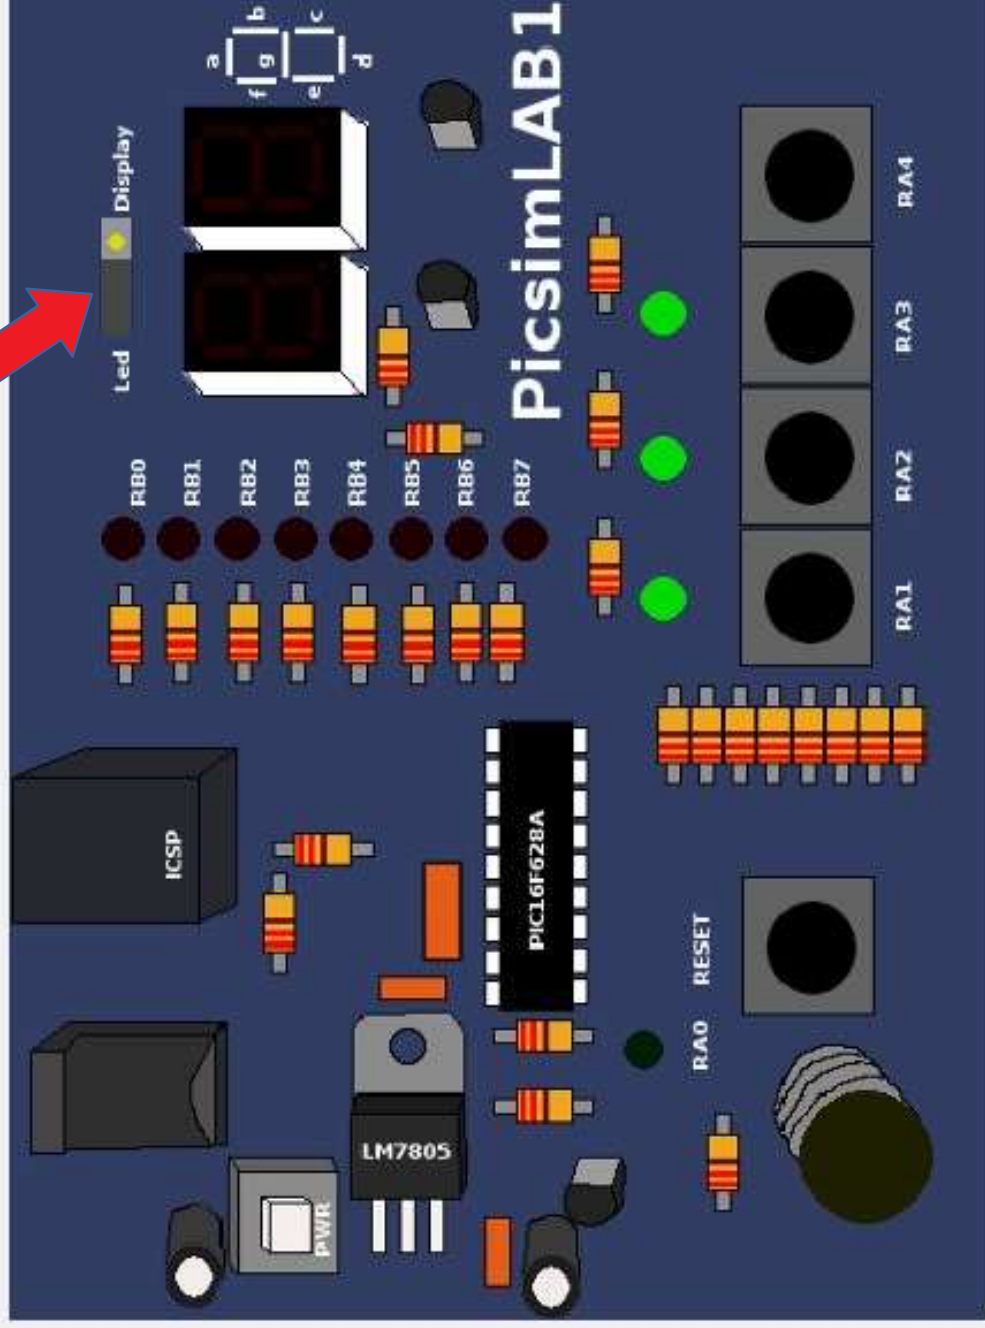 Led Display
a
f b
g
e c
d
RB0
RB1
RB2
RB3
RB4
RB5
RB6
RB7
ICSP
PWR
LM7805
PicsimLAB1
PIC16F628A
RA0 RESET
RA1 RA2 RA3 RA4